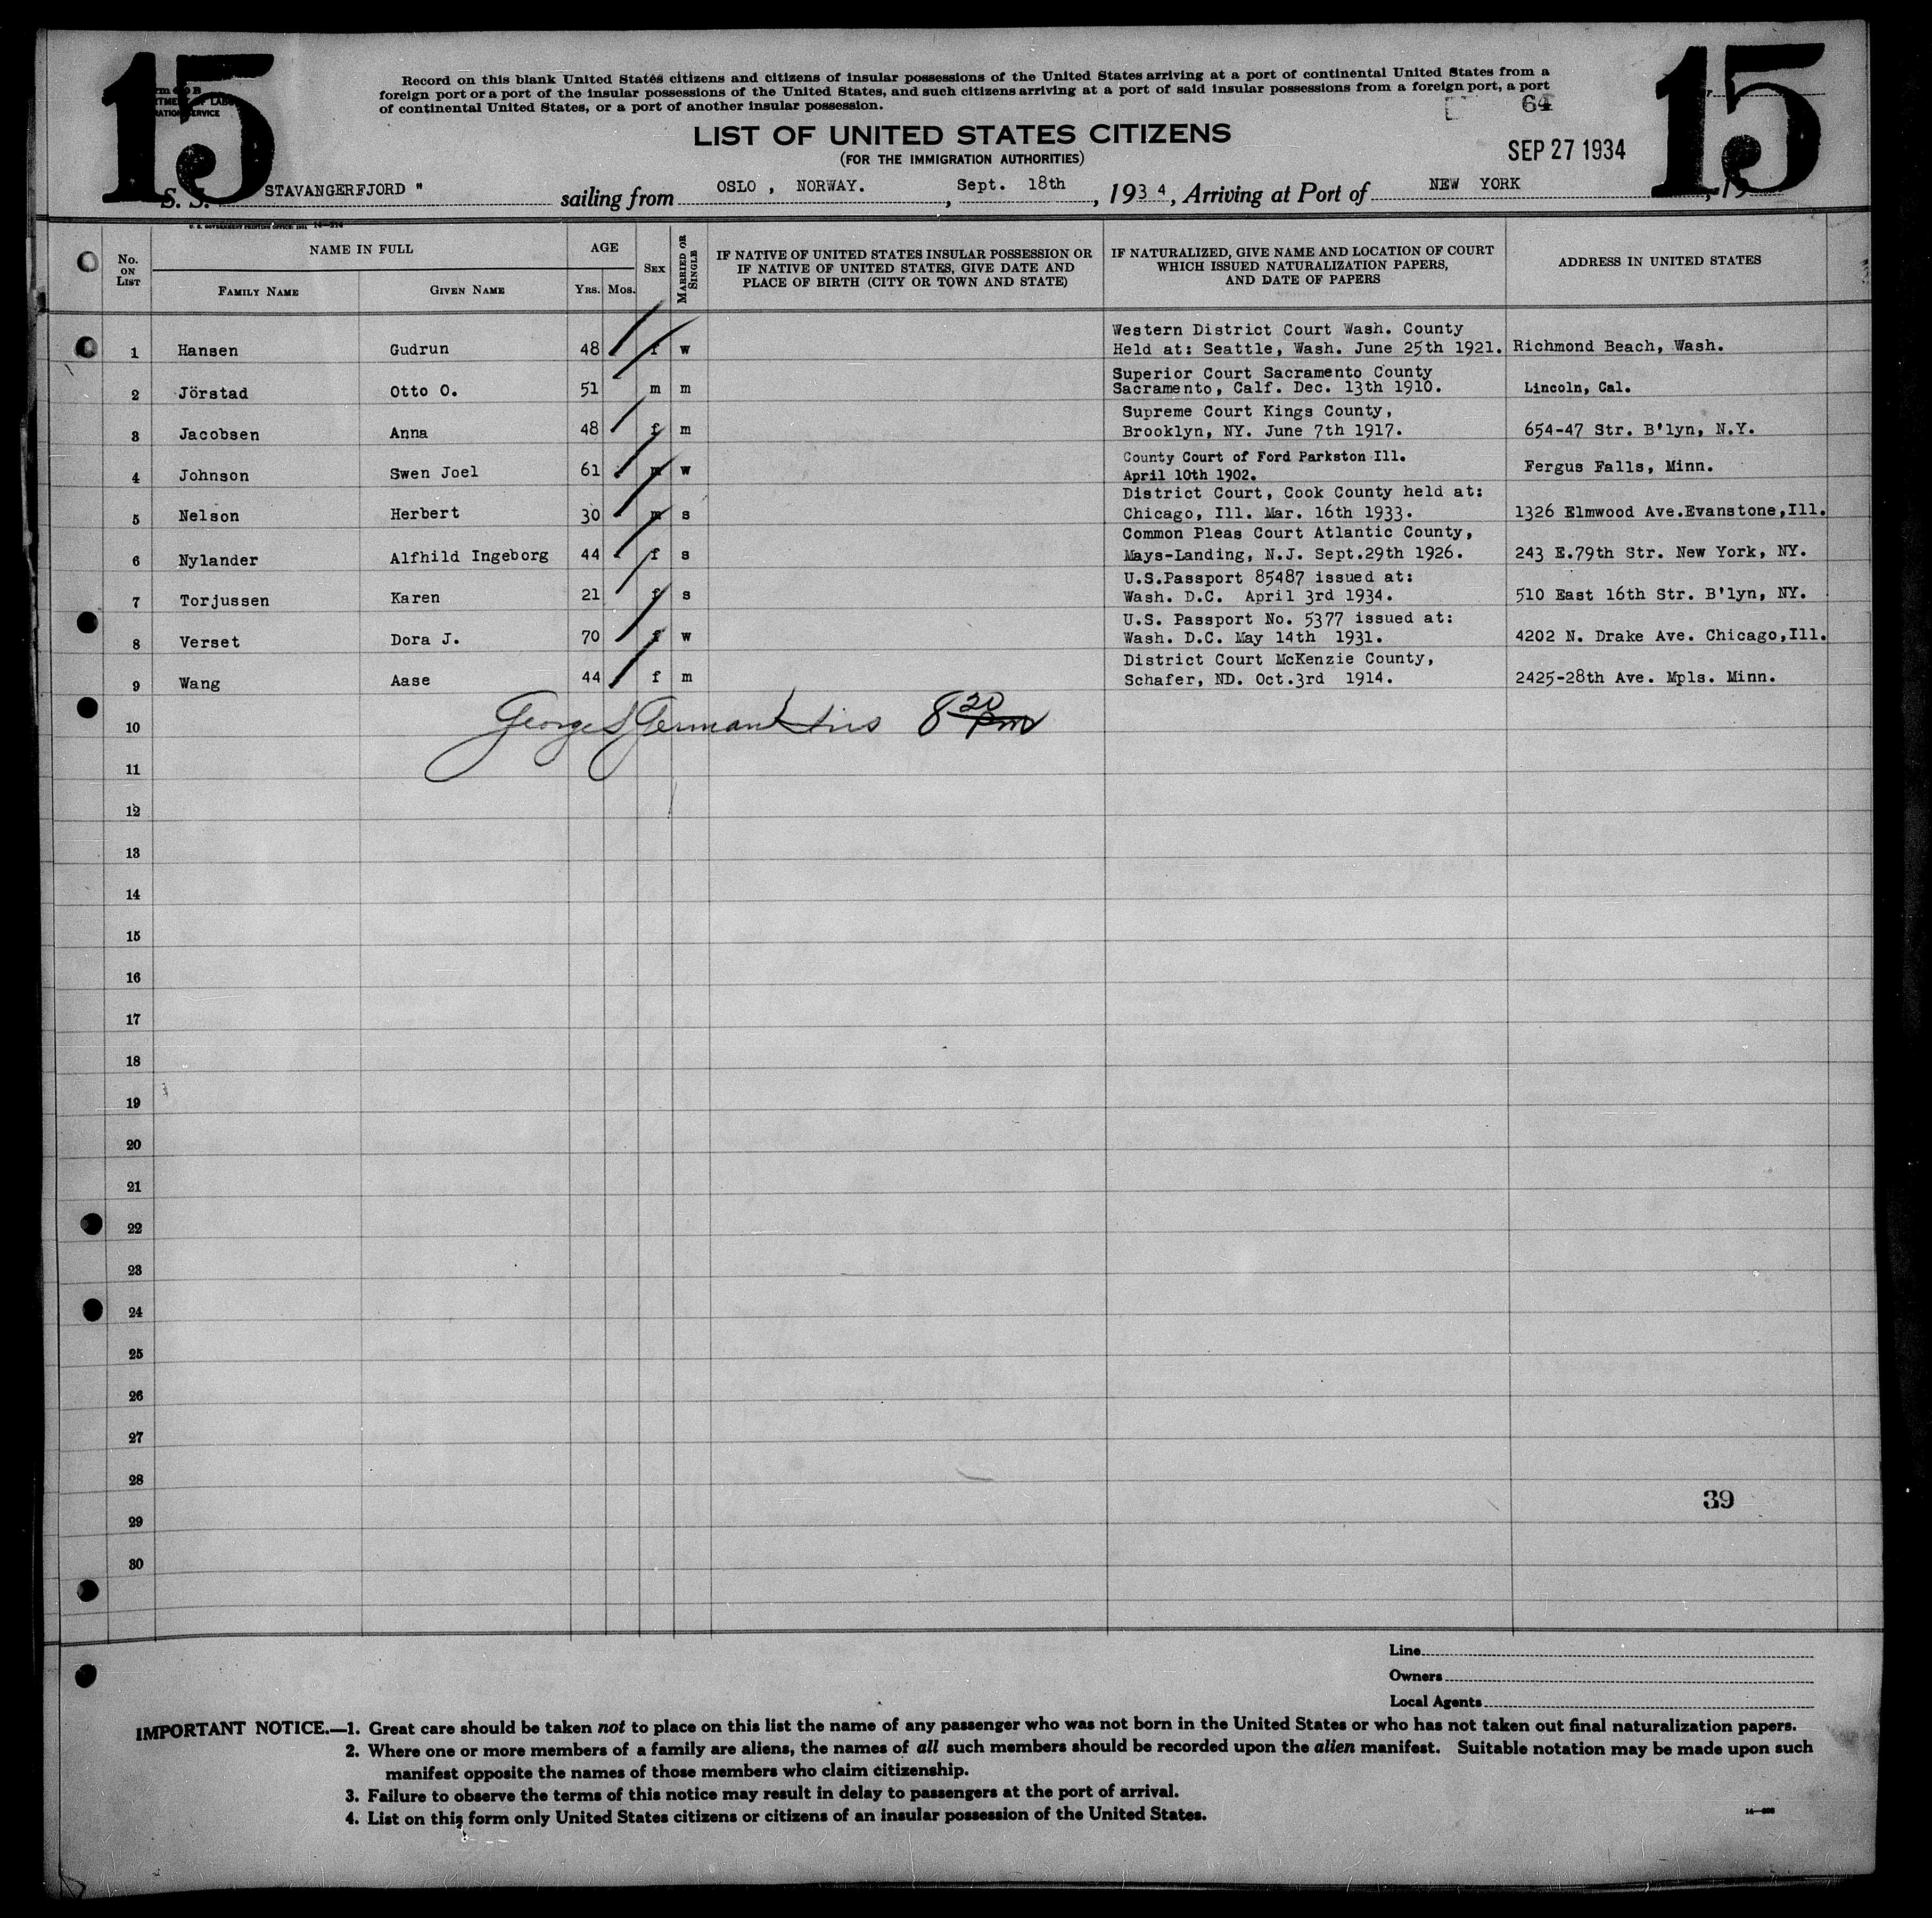 15
15
Record on this blank United States citizens and citizens of insular possessions of the United States arriving at a port of continental United States from a
foreign port or a port of the insular possessions of the United States, and such citizens arriving at a port of said insular possessions from a foreign port, a port
of continental United States, or a port of another insular possession.
64
LIST OF UNITED STATES CITIZENS
(FOR THE IMMIGRATION AUTHORITIES)
SEP 27 1934
S. S. STAVANGERFJORD " sailing from OSLO , NORWAY. , Sept. 18th , 1934, Arriving at Port of NEW YORK , 19
U. S. GOVERNMENT PRINTING OFFICE: 1931 14—214
No. ON LIST
NAME IN FULL
FAMILY NAME
GIVEN NAME
AGE
YRS.
MOS.
SEX
MARRIED OR SINGLE
IF NATIVE OF UNITED STATES INSULAR POSSESSION OR
IF NATIVE OF UNITED STATES, GIVE DATE AND
PLACE OF BIRTH (CITY OR TOWN AND STATE)
IF NATURALIZED, GIVE NAME AND LOCATION OF COURT
WHICH ISSUED NATURALIZATION PAPERS,
AND DATE OF PAPERS
ADDRESS IN UNITED STATES
Western District Court Wash. County
1 Hansen Gudrun 48 f w Held at: Seattle, Wash. June 25th 1921. Richmond Beach, Wash.
Superior Court Sacramento County
2 Jörstad Otto O. 51 m m Sacramento, Calf. Dec. 13th 1910. Lincoln, Cal.
Supreme Court Kings County,
3 Jacobsen Anna 48 f m Brooklyn, NY. June 7th 1917. 654-47 Str. B'lyn, N.Y.
County Court of Ford Parkston Ill.
4 Johnson Swen Joel 61 m w April 10th 1902. Fergus Falls, Minn.
District Court, Cook County held at:
5 Nelson Herbert 30 m s Chicago, Ill. Mar. 16th 1933. 1326 Elmwood Ave.Evanstone,Ill.
Common Pleas Court Atlantic County,
6 Nylander Alfhild Ingeborg 44 f s Mays-Landing, N.J. Sept.29th 1926. 243 E.79th Str. New York, NY.
U.S.Passport 85487 issued at:
7 Torjussen Karen 21 f s Wash. D.C. April 3rd 1934. 510 East 16th Str. B'lyn, NY.
U.S. Passport No. 5377 issued at:
8 Verset Dora J. 70 f w Wash. D.C. May 14th 1931. 4202 N. Drake Ave. Chicago,Ill.
District Court McKenzie County,
9 Wang Aase 44 f m Schafer, ND. Oct.3rd 1914. 2425-28th Ave. Mpls. Minn.
10 George 8 20 pm
11
12
13
14
15
16
17
18
19
20
21
22
23
24
25
26
27
28
39
29
30
Line
Owners
Local Agents
IMPORTANT NOTICE.—1. Great care should be taken not to place on this list the name of any passenger who was not born in the United States or who has not taken out final naturalization papers.
2. Where one or more members of a family are aliens, the names of all such members should be recorded upon the alien manifest. Suitable notation may be made upon such
manifest opposite the names of those members who claim citizenship.
3. Failure to observe the terms of this notice may result in delay to passengers at the port of arrival.
4. List on this form only United States citizens or citizens of an insular possession of the United States.